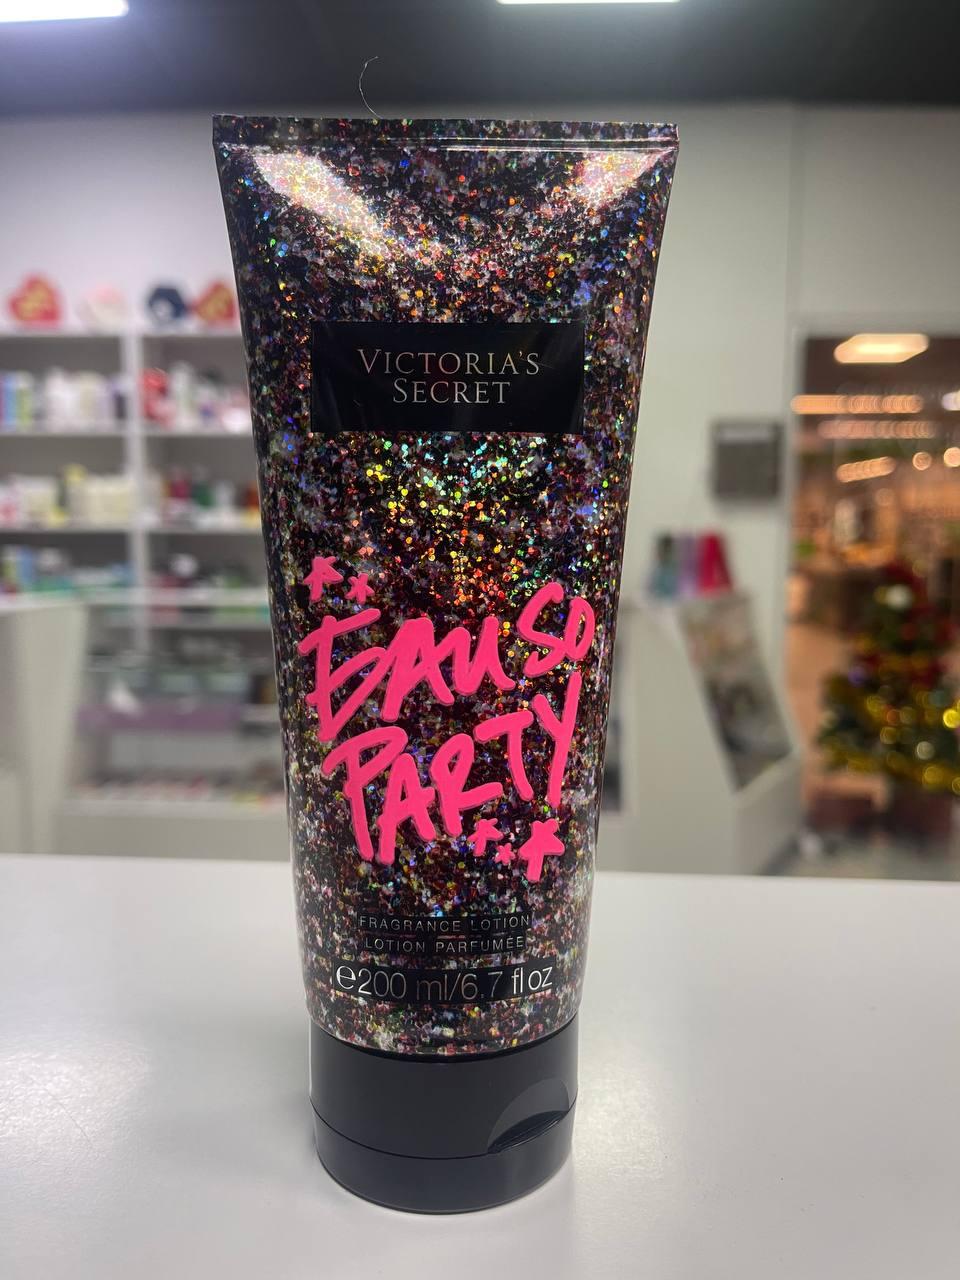 VICTORIA'S
SECRET
EAU SO
PARTY
FRAGRANCE LOTION
LOTION PARFUMÉE
℮200 ml/6.7 fl oz